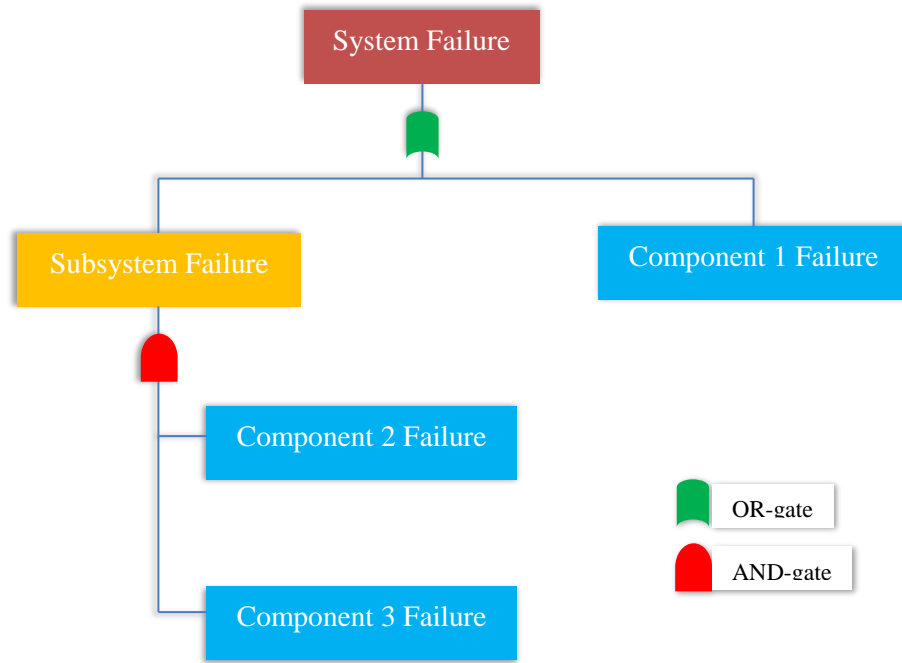 System Failure
Subsystem Failure
Component 1 Failure
Component 2 Failure
OR-gate
AND-gate
Component 3 Failure